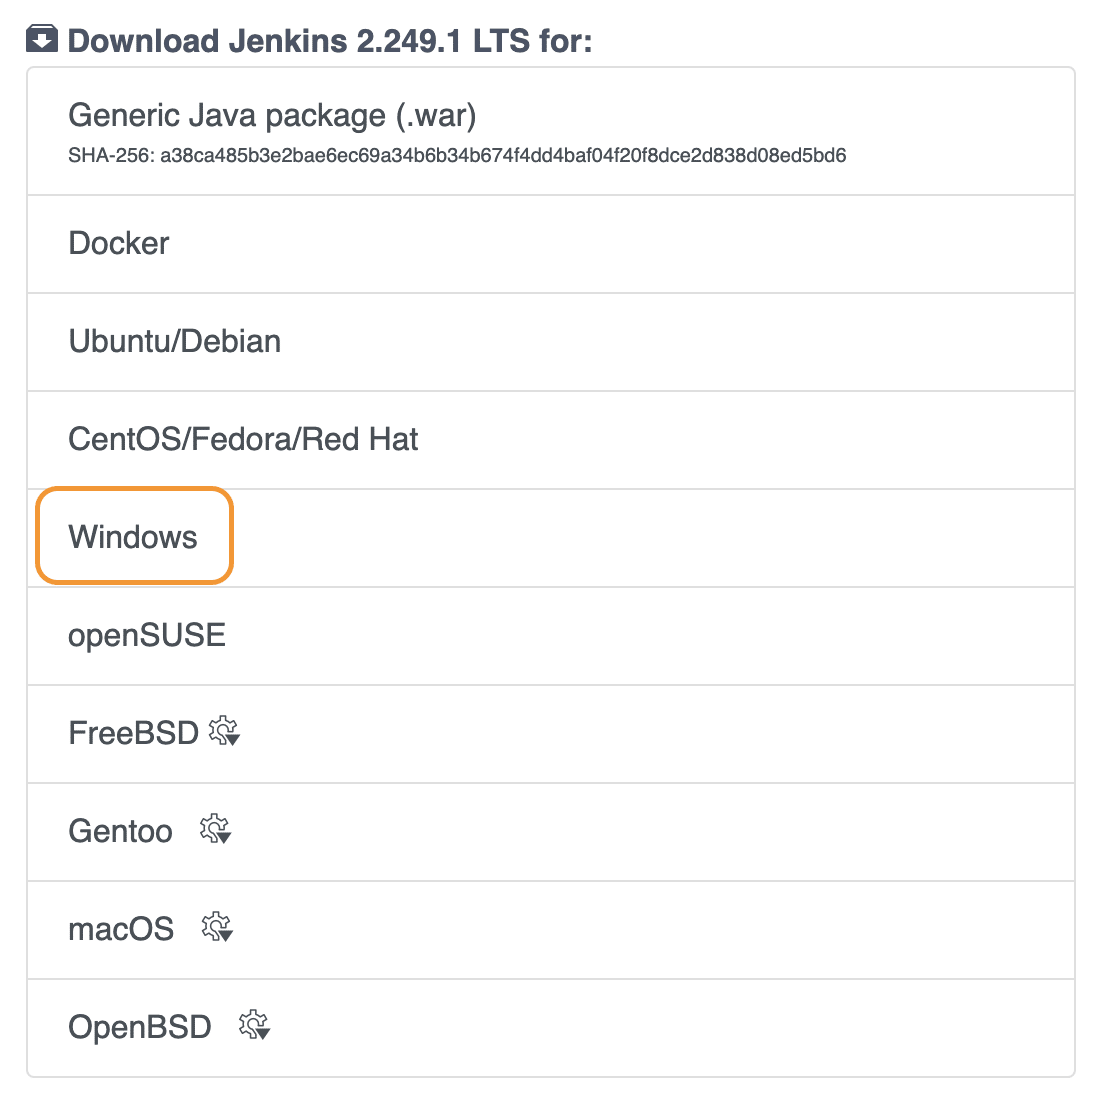 Download Jenkins 2.249.1 LTS for:
Generic Java package (.war)
SHA-256: a38ca485b3e2bae6ec69a34b6b34b674f4dd4baf04f20f8dce2d838d08ed5bd6
Docker
Ubuntu/Debian
CentOS/Fedora/Red Hat
Windows
openSUSE
FreeBSD
Gentoo
macOS
OpenBSD